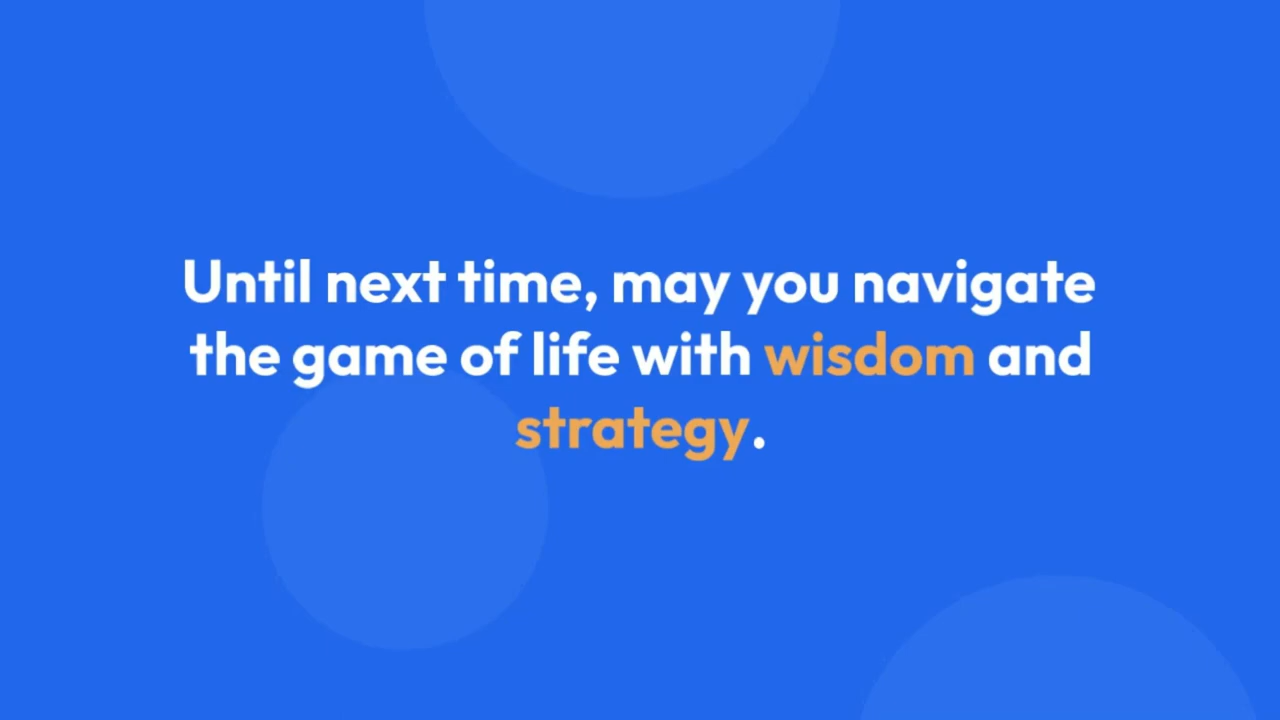 Until next time, may you navigate
the game of life with wisdom and
strategy.